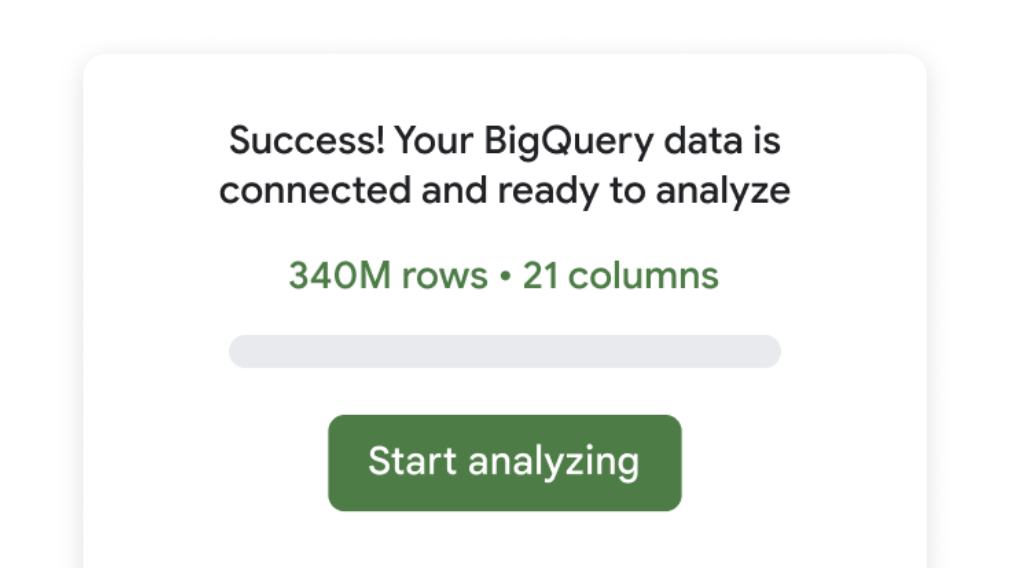 Success! Your BigQuery data is
connected and ready to analyze
340M rows • 21 columns
Start analyzing